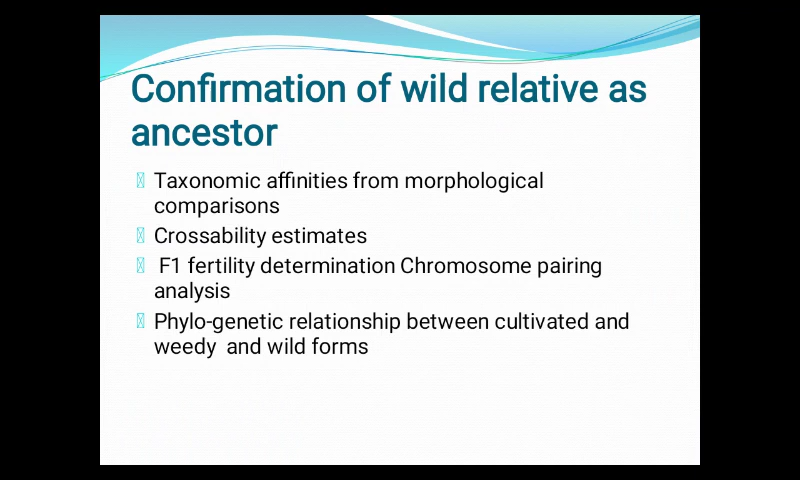 Confirmation of wild relative as
ancestor
Taxonomic affinities from morphological
comparisons
Crossability estimates
F1 fertility determination Chromosome pairing
analysis
Phylo-genetic relationship between cultivated and
weedy  and wild forms